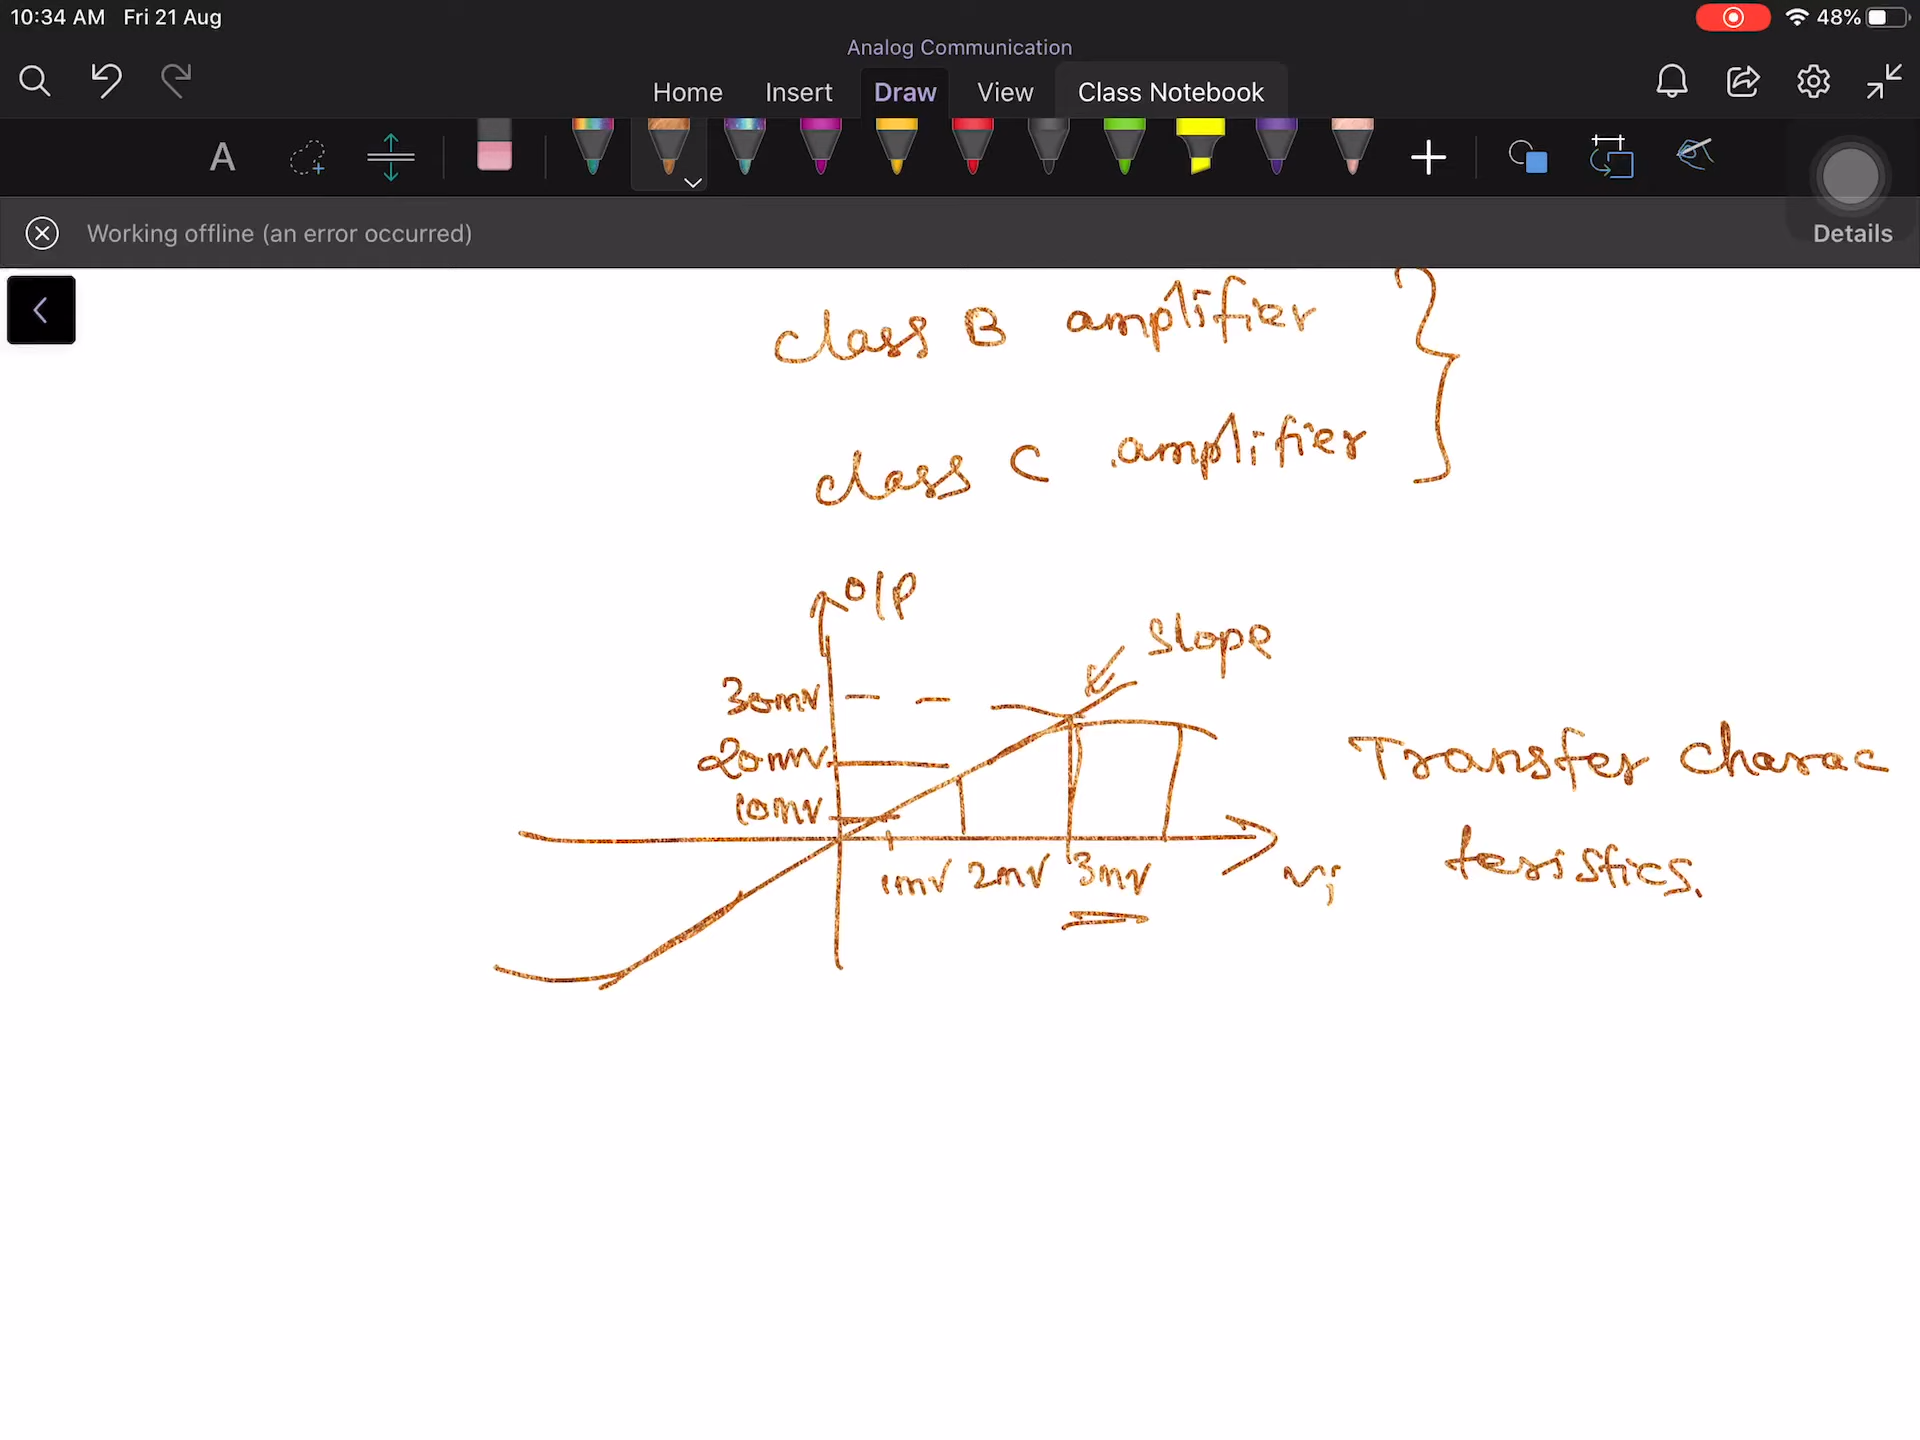 10:34 AM Fri 21 Aug
48%
Analog Communication
Home Insert Draw View Class Notebook
A
Working offline (an error occurred)
Details
class B amplifier
class C amplifier
O/P
slope
30mV
20mV
10mV
1mV 2mV 3mV
Vi
Transfer charac
teristics.